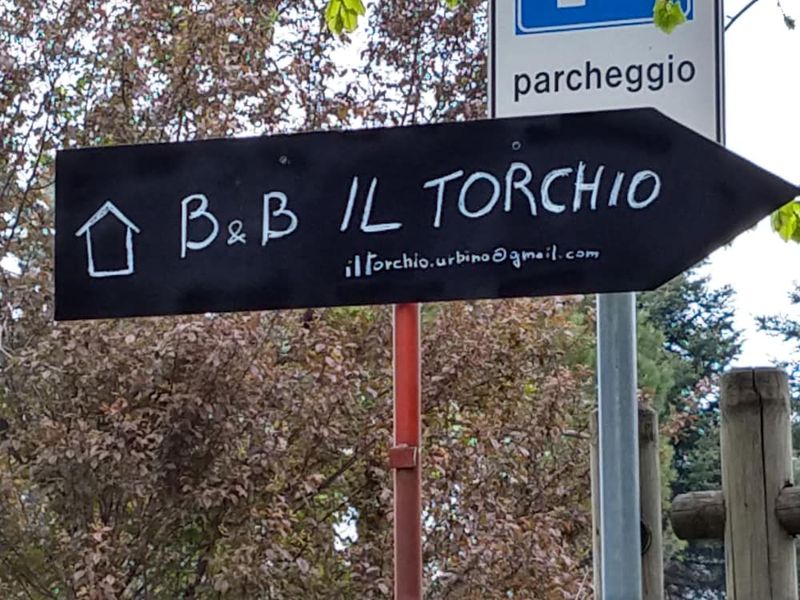 parcheggio
B & B IL TORCHIO
iltorchio.urbino@gmail.com